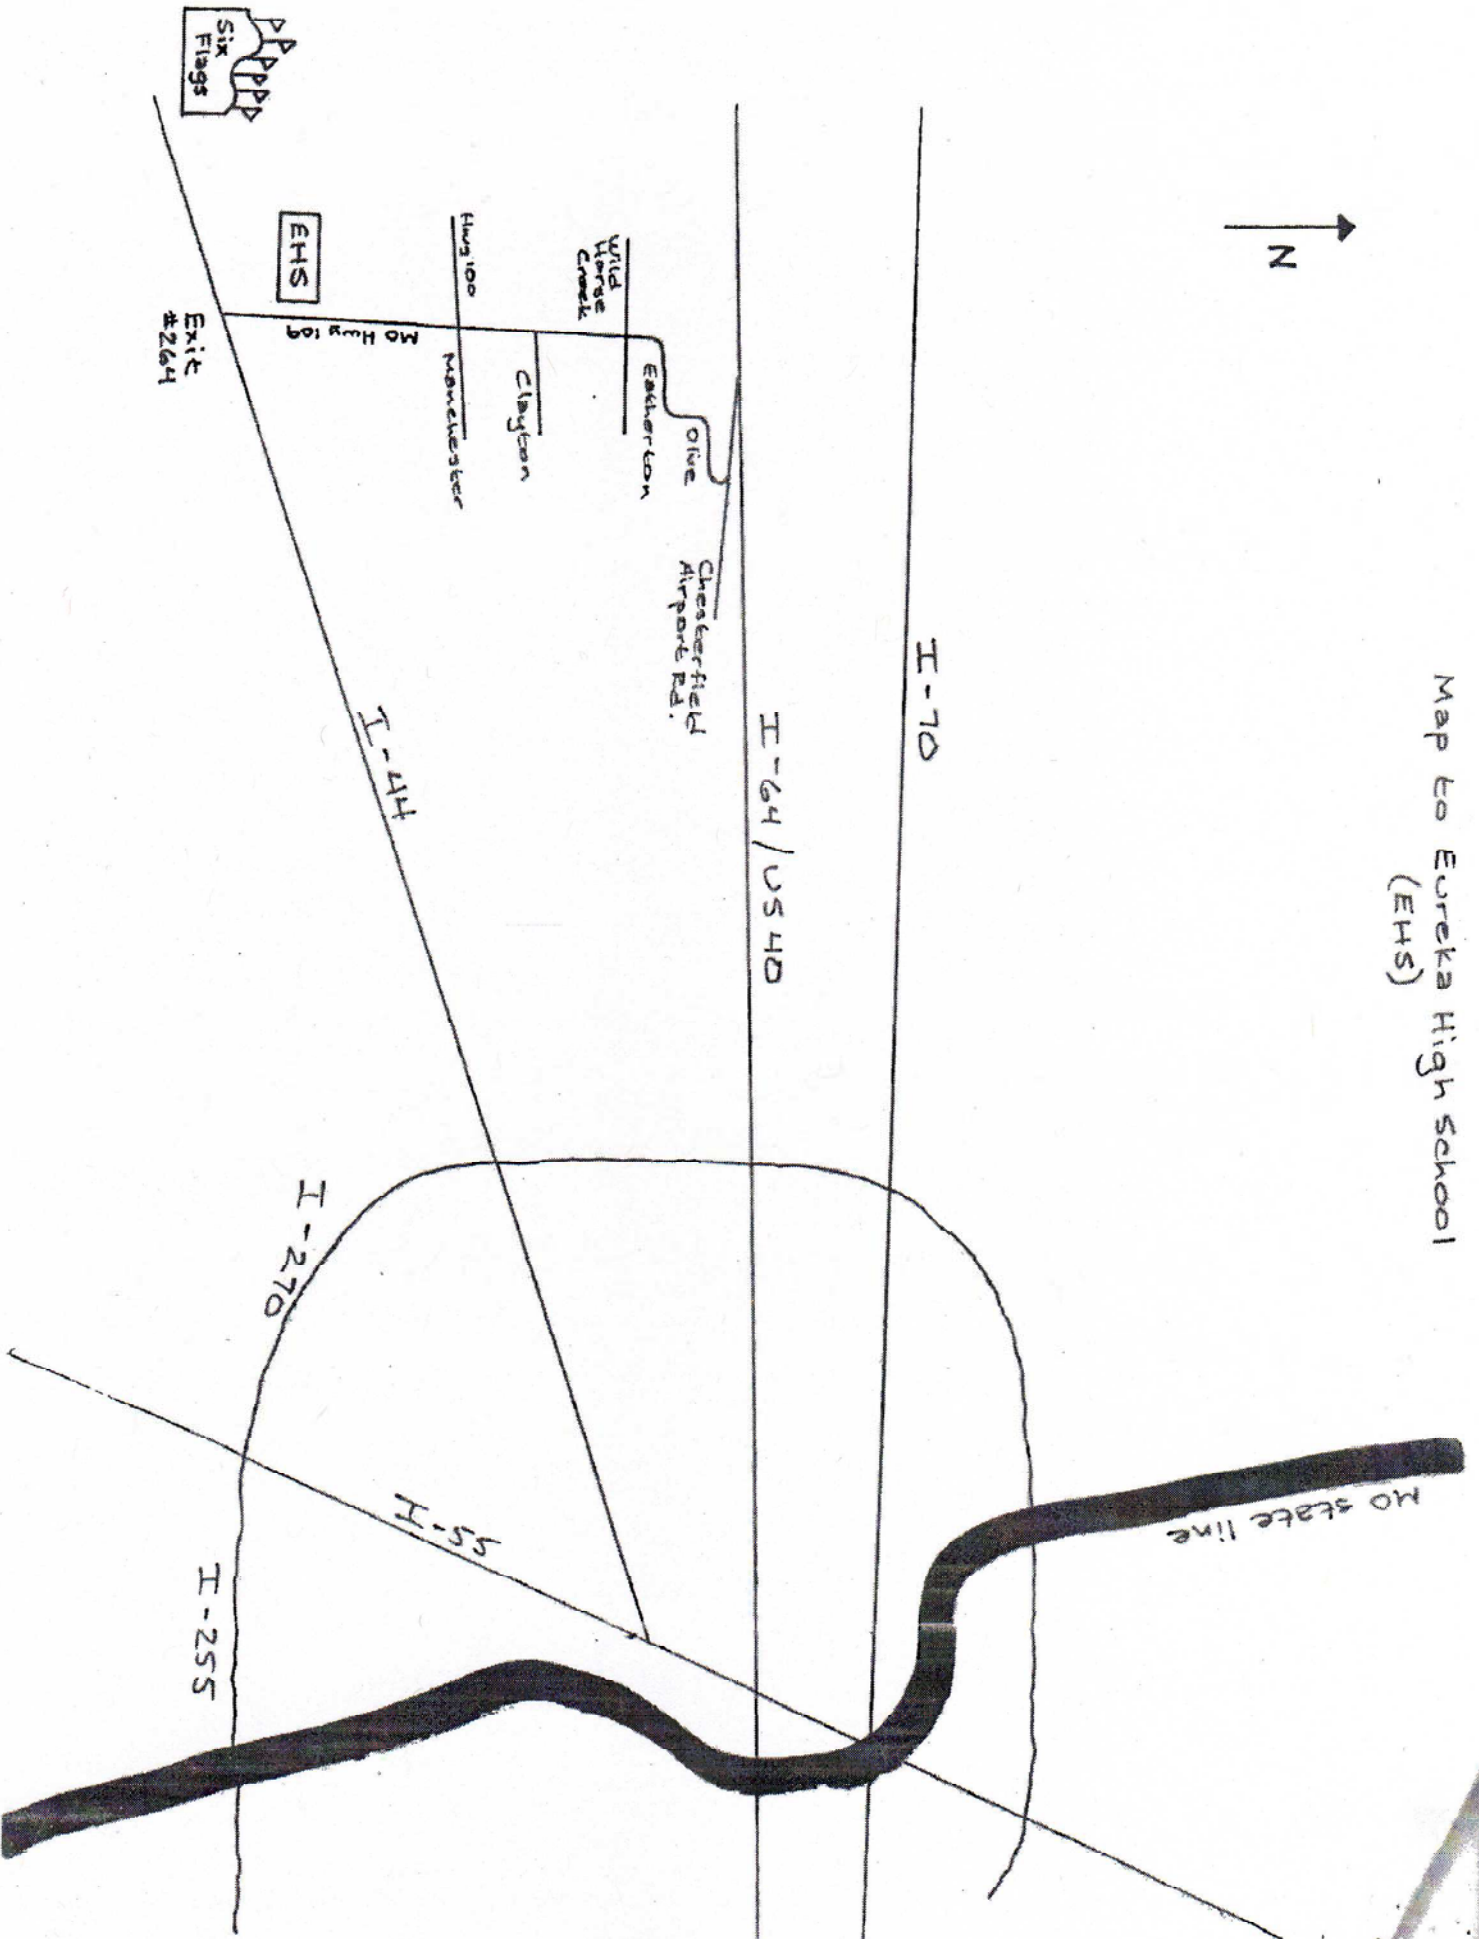 Map to Eureka High School
(EHS)
N
MO state line
I-70
I-64/US 40
Chesterfield
Airport Rd.
Olive
Eatherton
Wild
Horse
Creek
Clayton
Hwy 100
Manchester
MO Hwy 109
EHS
Six
Flags
Exit
#264
I-44
I-270
I-55
I-255